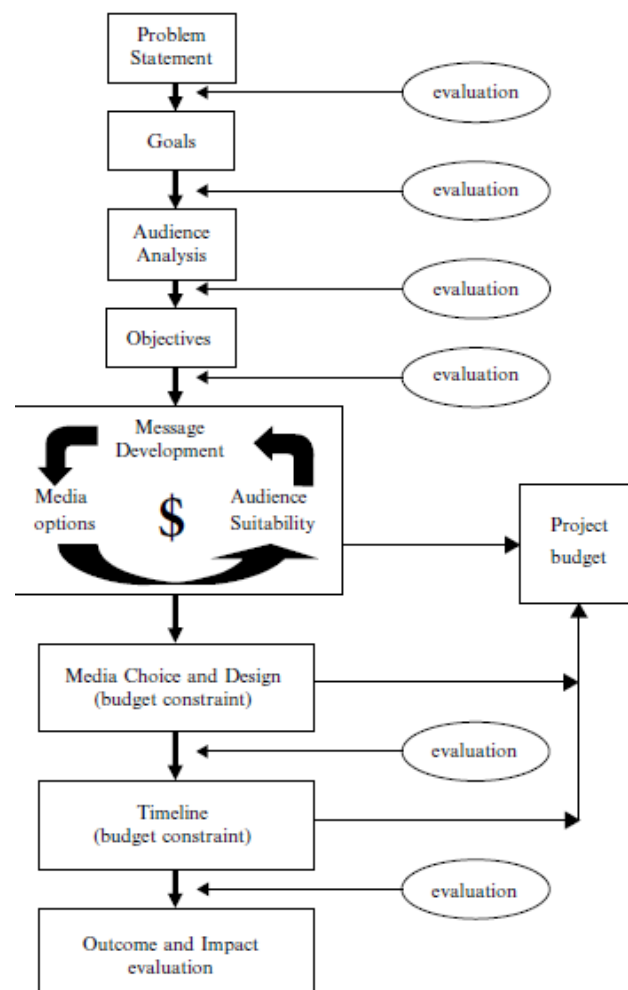 Problem
Statement
evaluation
Goals
evaluation
Audience
Analysis
evaluation
Objectives
evaluation
Message
Development
Media
options
$
Audience
Suitability
Project
budget
Media Choice and Design
(budget constraint)
evaluation
Timeline
(budget constraint)
evaluation
Outcome and Impact
evaluation